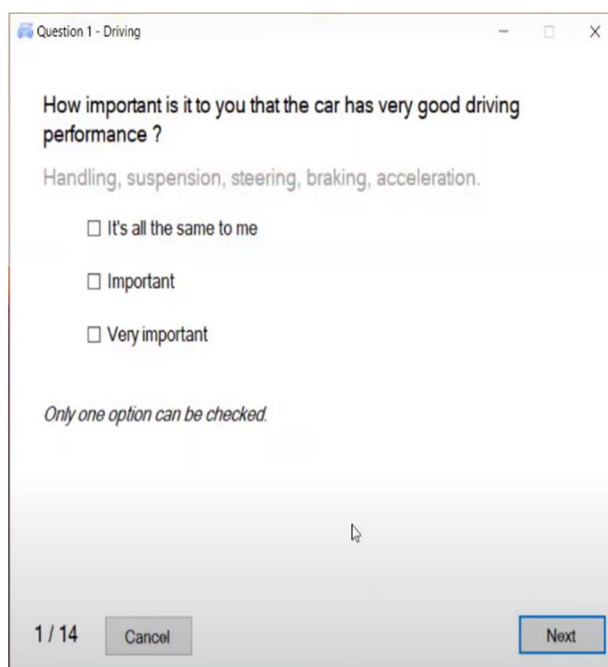 Question 1 - Driving
How important is it to you that the car has very good driving
performance ?
Handling, suspension, steering, braking, acceleration.
It's all the same to me
Important
Very important
Only one option can be checked.
1 / 14
Cancel
Next